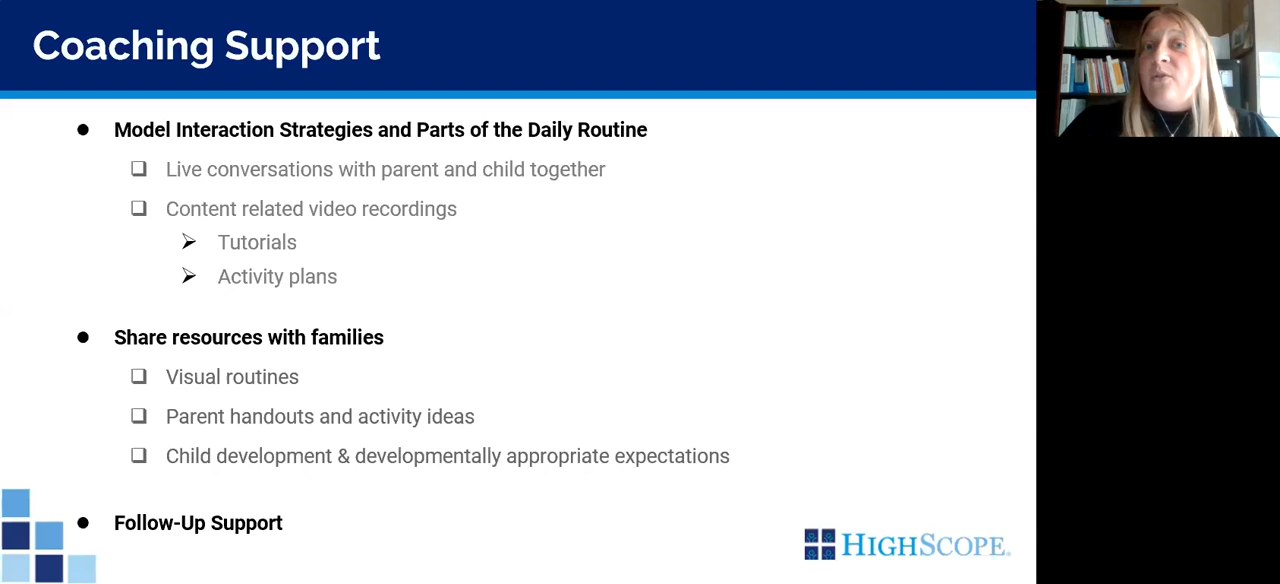 Coaching Support
● Model Interaction Strategies and Parts of the Daily Routine
❑ Live conversations with parent and child together
❑ Content related video recordings
➢ Tutorials
➢ Activity plans
● Share resources with families
❑ Visual routines
❑ Parent handouts and activity ideas
❑ Child development & developmentally appropriate expectations
● Follow-Up Support
HIGHSCOPE®